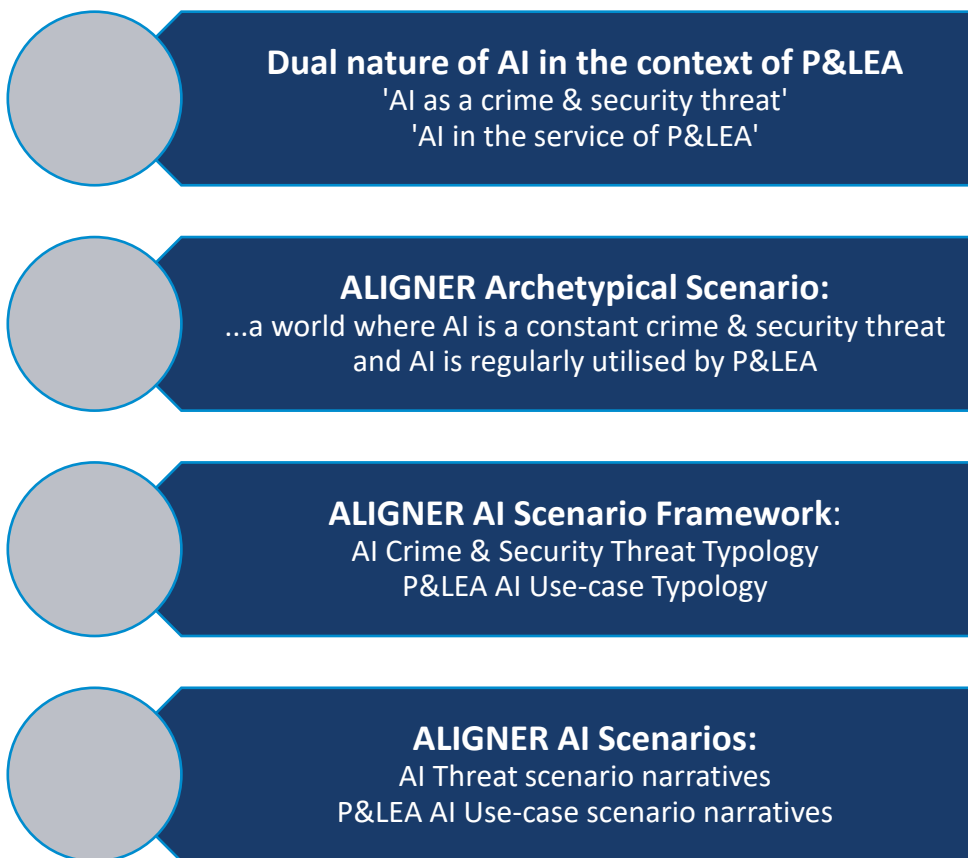 Dual nature of AI in the context of P&LEA
'AI as a crime & security threat'
'AI in the service of P&LEA'
ALIGNER Archetypical Scenario:
...a world where AI is a constant crime & security threat
and AI is regularly utilised by P&LEA
ALIGNER AI Scenario Framework:
AI Crime & Security Threat Typology
P&LEA AI Use-case Typology
ALIGNER AI Scenarios:
AI Threat scenario narratives
P&LEA AI Use-case scenario narratives